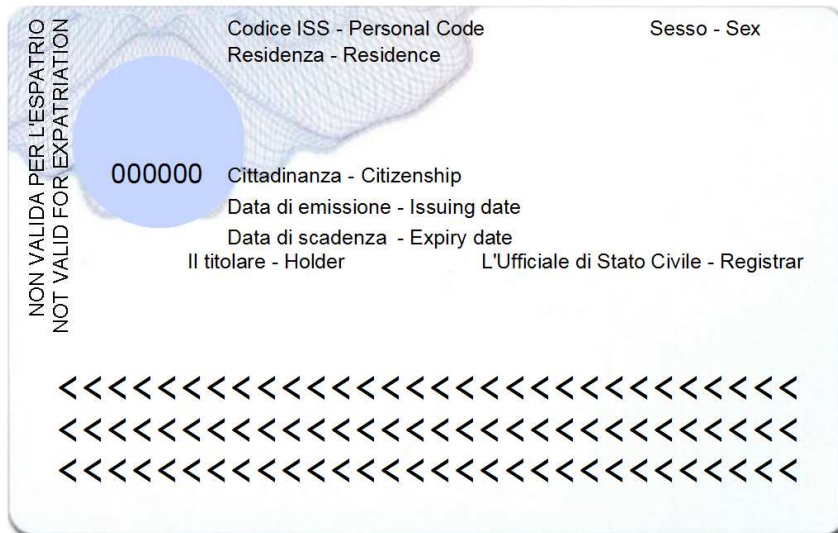 NON VALIDA PER L'ESPATRIO
NOT VALID FOR EXPATRIATION
Codice ISS - Personal Code
Sesso - Sex
Residenza - Residence
000000
Cittadinanza - Citizenship
Data di emissione - Issuing date
Data di scadenza - Expiry date
Il titolare - Holder
L'Ufficiale di Stato Civile - Registrar
<<<<<<<<<<<<<<<<<<<<<<<<<<<<<<
<<<<<<<<<<<<<<<<<<<<<<<<<<<<<<
<<<<<<<<<<<<<<<<<<<<<<<<<<<<<<